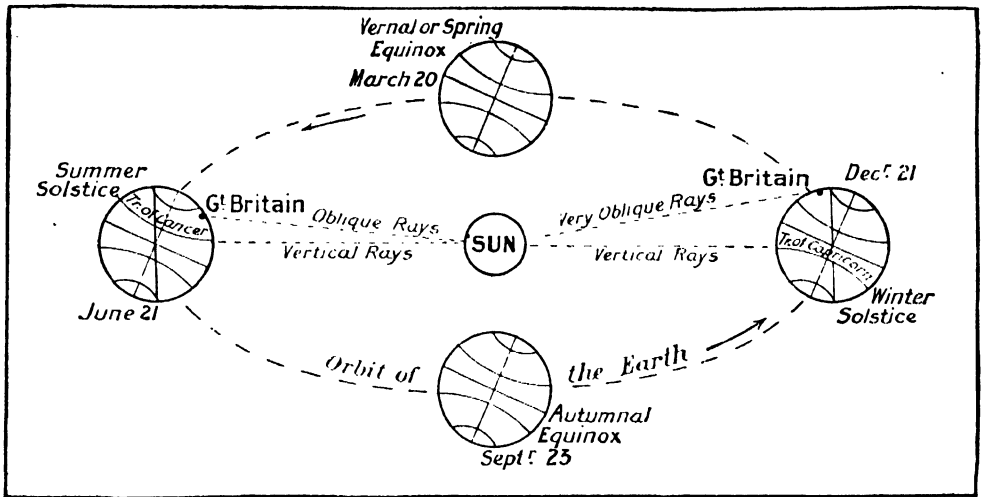 Vernal or Spring
Equinox
March 20
Summer
Solstice
Tr. of Cancer
Gt. Britain
Oblique Rays
Vertical Rays
June 21
SUN
Gt. Britain
Decr. 21
Very Oblique Rays
Vertical Rays
Tr. of Capricorn
Winter
Solstice
Orbit of the Earth
Autumnal
Equinox
Septr. 23